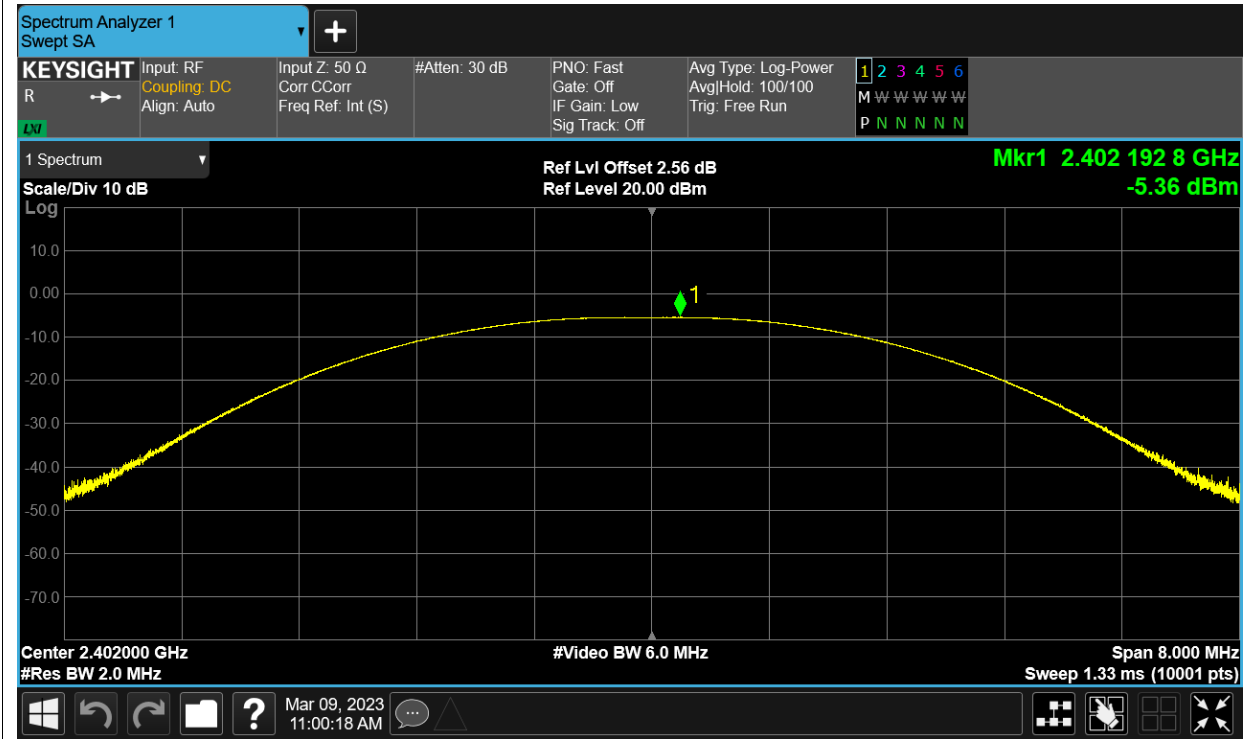 Spectrum Analyzer 1
Swept SA
KEYSIGHT
R
LXI
Input: RF
Coupling: DC
Align: Auto
Input Z: 50 Ω
Corr CCorr
Freq Ref: Int (S)
#Atten: 30 dB
PNO: Fast
Gate: Off
IF Gain: Low
Sig Track: Off
Avg Type: Log-Power
Avg|Hold: 100/100
Trig: Free Run
1 2 3 4 5 6
M W W W W W
P N N N N N
1 Spectrum
Scale/Div 10 dB
Log
Ref Lvl Offset 2.56 dB
Ref Level 20.00 dBm
Mkr1 2.402 192 8 GHz
-5.36 dBm
10.0
0.00
-10.0
-20.0
-30.0
-40.0
-50.0
-60.0
-70.0
1
Center 2.402000 GHz
#Res BW 2.0 MHz
#Video BW 6.0 MHz
Span 8.000 MHz
Sweep 1.33 ms (10001 pts)
?
Mar 09, 2023
11:00:18 AM